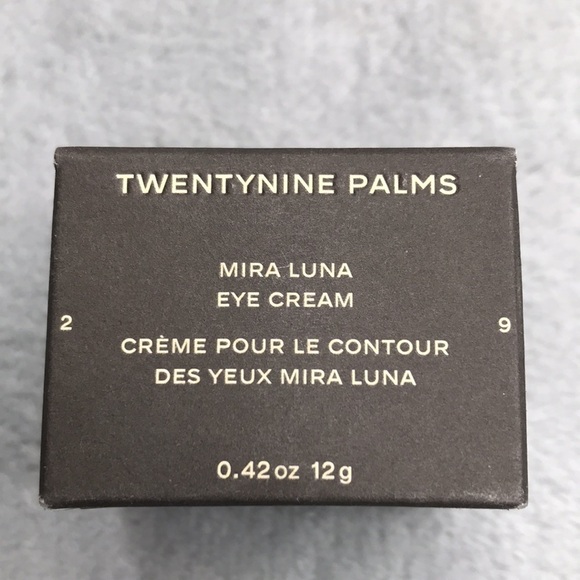 TWENTYNINE PALMS
MIRA LUNA
EYE CREAM
2
9
CRÈME POUR LE CONTOUR
DES YEUX MIRA LUNA
0.42 oz 12 g